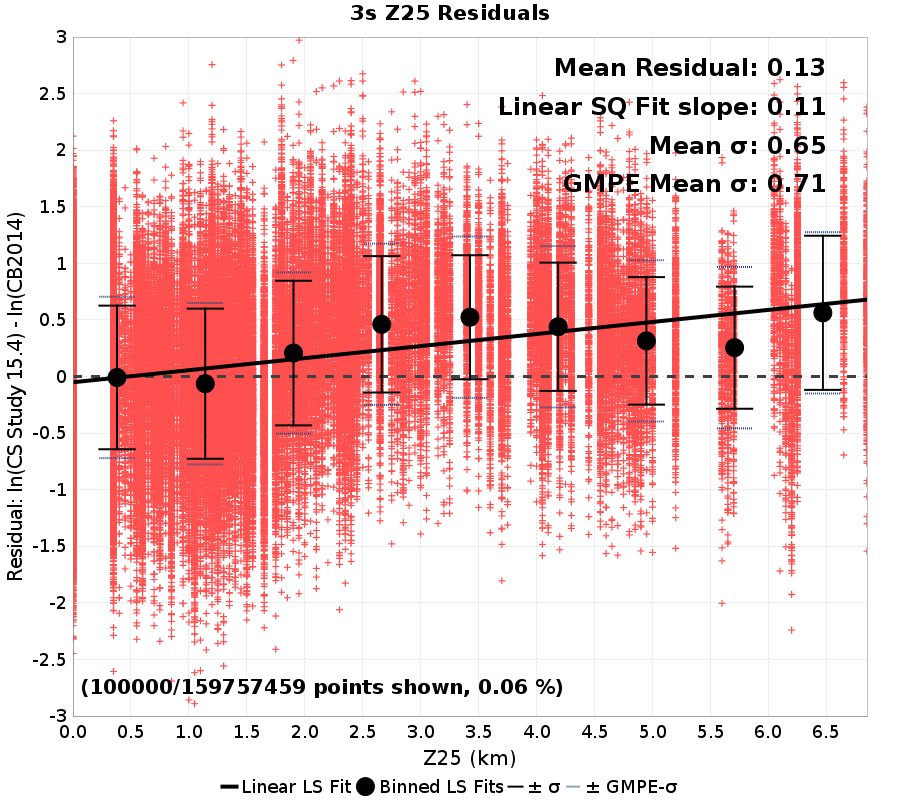 3s Z25 Residuals
Mean Residual: 0.13
Linear SQ Fit slope: 0.11
Mean σ: 0.65
GMPE Mean σ: 0.71
Residual: ln(CS Study 15.4) - ln(CB2014)
3
2.5
2
1.5
1
0.5
0
-0.5
-1
-1.5
-2
-2.5
-3
(100000/159757459 points shown, 0.06 %)
0.0 0.5 1.0 1.5 2.0 2.5 3.0 3.5 4.0 4.5 5.0 5.5 6.0 6.5
Z25 (km)
Linear LS Fit Binned LS Fits ± σ ± GMPE-σ